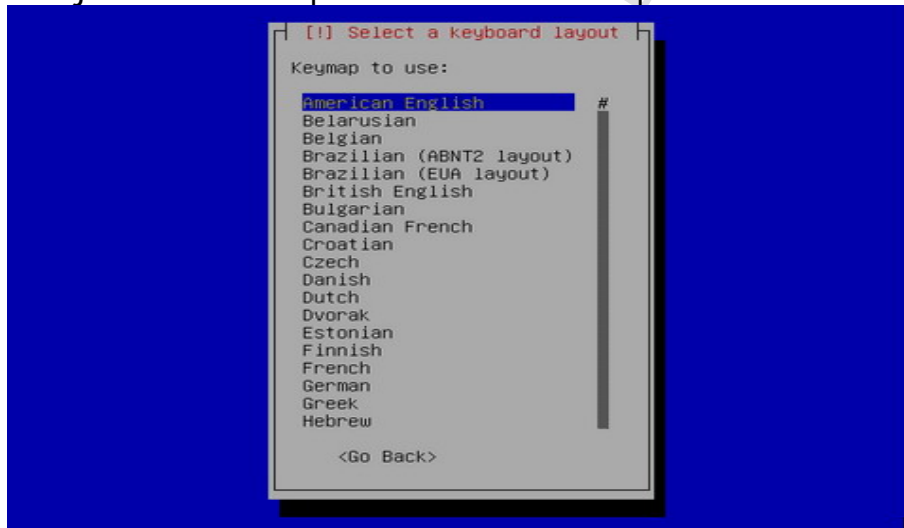 [!] Select a keyboard layout
Keymap to use:
American English #
Belarusian
Belgian
Brazilian (ABNT2 layout)
Brazilian (EUA layout)
British English
Bulgarian
Canadian French
Croatian
Czech
Danish
Dutch
Dvorak
Estonian
Finnish
French
German
Greek
Hebrew
<Go Back>